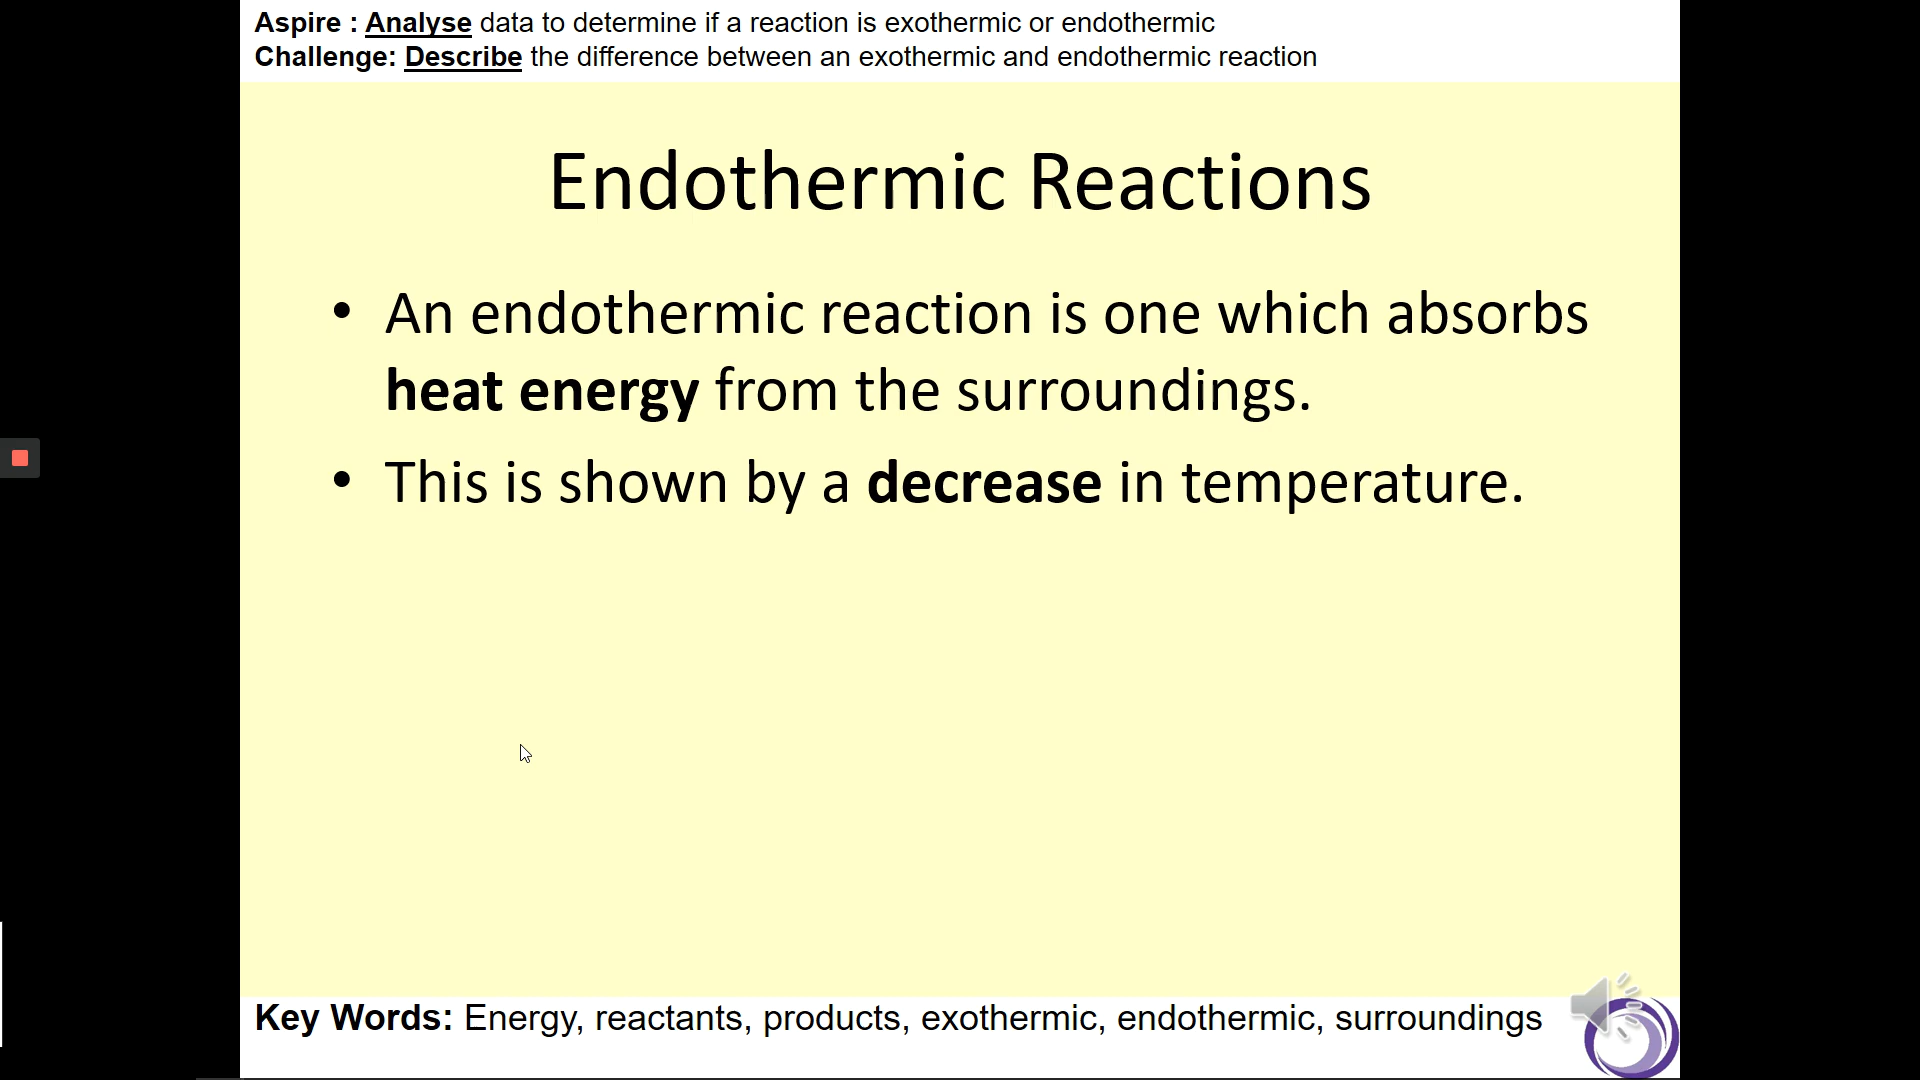 Aspire : Analyse data to determine if a reaction is exothermic or endothermic
Challenge: Describe the difference between an exothermic and endothermic reaction
Endothermic Reactions
• An endothermic reaction is one which absorbs
heat energy from the surroundings.
• This is shown by a decrease in temperature.
Key Words: Energy, reactants, products, exothermic, endothermic, surroundings